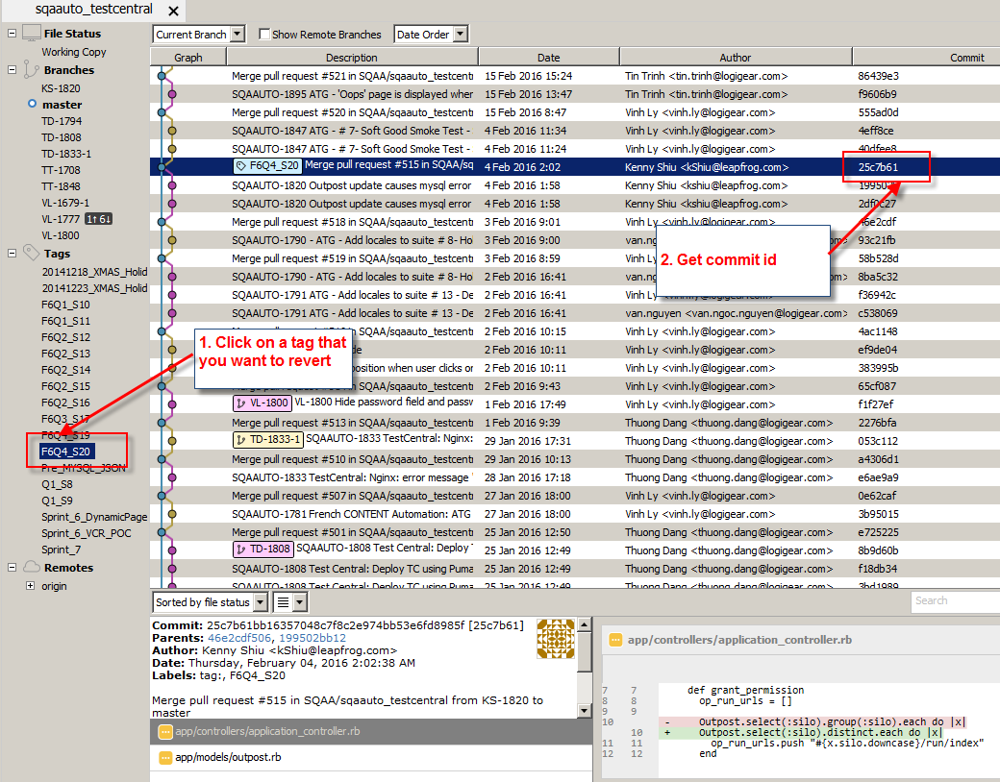 sqaauto_testcentral
File Status
Working Copy
Branches
KS-1820
master
TD-1794
TD-1808
TD-1833-1
TT-1708
TT-1848
VL-1679-1
VL-1777 1↑ 6↓
VL-1800
Tags
20141218_XMAS_Holid
20141223_XMAS_Holid
F6Q1_S10
F6Q1_S11
F6Q2_S12
F6Q2_S13
F6Q2_S14
F6Q2_S15
F6Q2_S16
F6Q3_S17
F6Q4_S19
F6Q4_S20
Pre_MYSQL_JSON
Q1_S8
Q1_S9
Sprint_6_DynamicPage
Sprint_6_VCR_POC
Sprint_7
Remotes
origin
Current Branch Show Remote Branches Date Order
Graph Description Date Author Commit
Merge pull request #521 in SQAA/sqaauto_testcentr 15 Feb 2016 15:24 Tin Trinh <tin.trinh@logigear.com> 86439e3
SQAAUTO-1895 ATG - 'Oops' page is displayed wher 15 Feb 2016 13:47 Tin Trinh <tin.trinh@logigear.com> f9606b9
Merge pull request #520 in SQAA/sqaauto_testcentr 15 Feb 2016 8:47 Vinh Ly <vinh.ly@logigear.com> 555ad0d
SQAAUTO-1847 ATG - # 7- Soft Good Smoke Test - 4 Feb 2016 11:34 Vinh Ly <vinh.ly@logigear.com> 4eff8ce
SQAAUTO-1847 ATG - # 7- Soft Good Smoke Test - 4 Feb 2016 11:24 Vinh Ly <vinh.ly@logigear.com> 40dfee8
F6Q4_S20 Merge pull request #515 in SQAA/sq 4 Feb 2016 2:02 Kenny Shiu <kShiu@leapfrog.com> 25c7b61
SQAAUTO-1820 Outpost update causes mysql error 4 Feb 2016 1:58 Kenny Shiu <kshiu@leapfrog.com>
SQAAUTO-1820 Outpost update causes mysql error 4 Feb 2016 1:58 Kenny Shiu <kshiu@leapfrog.com> 2df0c27
Merge pull request #518 in SQAA/sqaauto_testcentr 3 Feb 2016 9:01 Vinh Ly <vinh.ly@logigear.com> 46e2cdf
SQAAUTO-1790 - ATG - Add locales to suite # 8- Hol 3 Feb 2016 9:00 93c21fb
Merge pull request #519 in SQAA/sqaauto_testcentr 3 Feb 2016 8:59 Vinh Ly 58b528d
SQAAUTO-1790 - ATG - Add locales to suite # 8- Hol 2 Feb 2016 16:41 8ba5c32
SQAAUTO-1791 ATG - Add locales to suite # 13 - De 2 Feb 2016 16:41 Vinh Ly <vinh.ly@logigear.com> f36942c
SQAAUTO-1791 ATG - Add locales to suite # 13 - De 2 Feb 2016 16:41 van.nguyen <van.ngoc.nguyen@logigear.com> c538069
2 Feb 2016 10:15 Vinh Ly <vinh.ly@logigear.com> 4ac1148
2 Feb 2016 10:11 Vinh Ly <vinh.ly@logigear.com> ef9de04
position when user clicks or 2 Feb 2016 10:11 Vinh Ly <vinh.ly@logigear.com> 383995b
2 Feb 2016 9:43 Vinh Ly <vinh.ly@logigear.com> 65cf087
VL-1800 VL-1800 Hide password field and passw 1 Feb 2016 17:49 Vinh Ly <vinh.ly@logigear.com> f1f27ef
Merge pull request #513 in SQAA/sqaauto_testcentr 1 Feb 2016 9:39 Thuong Dang <thuong.dang@logigear.com> 2276bfa
TD-1833-1 SQAAUTO-1833 TestCentral: Nginx: 29 Jan 2016 17:31 Thuong Dang <thuong.dang@logigear.com> 053c112
Merge pull request #510 in SQAA/sqaauto_testcentr 29 Jan 2016 10:13 Thuong Dang <thuong.dang@logigear.com> a4306d1
SQAAUTO-1833 TestCentral: Nginx: error message ' 28 Jan 2016 17:18 Thuong Dang <thuong.dang@logigear.com> e6ae9a9
Merge pull request #507 in SQAA/sqaauto_testcentr 27 Jan 2016 18:00 Vinh Ly <vinh.ly@logigear.com> 0e62caf
SQAAUTO-1781 French CONTENT Automation: ATG 27 Jan 2016 18:00 Vinh Ly <vinh.ly@logigear.com> 3b95015
Merge pull request #501 in SQAA/sqaauto_testcentr 25 Jan 2016 12:50 Thuong Dang <thuong.dang@logigear.com> e725225
TD-1808 SQAAUTO-1808 Test Central: Deploy T 25 Jan 2016 12:49 Thuong Dang <thuong.dang@logigear.com> 8b9d60b
SQAAUTO-1808 Test Central: Deploy TC using Puma 25 Jan 2016 12:49 Thuong Dang <thuong.dang@logigear.com> f18db34
SQAAUTO-1808 Test Central: Deploy TC using Puma 25 Jan 2016 12:49 Thuong Dang <thuong.dang@logigear.com> 3bd1989
1. Click on a tag that
you want to revert
2. Get commit id
Sorted by file status
Search
Commit: 25c7b61bb16357048c7f8c2e974bb53e6fd8985f [25c7b61]
Parents: 46e2cdf506, 199502bb12
Author: Kenny Shiu <kShiu@leapfrog.com>
Date: Thursday, February 04, 2016 2:02:38 AM
Labels: tag:, F6Q4_S20
Merge pull request #515 in SQAA/sqaauto_testcentral from KS-1820 to
master
app/controllers/application_controller.rb
app/models/outpost.rb
app/controllers/application_controller.rb
7 7 def grant_permission
8 8 op_run_urls = []
9 9
10 - Outpost.select(:silo).group(:silo).each do |x|
10 + Outpost.select(:silo).distinct.each do |x|
11 11 op_run_urls.push "#{x.silo.downcase}/run/index"
12 12 end